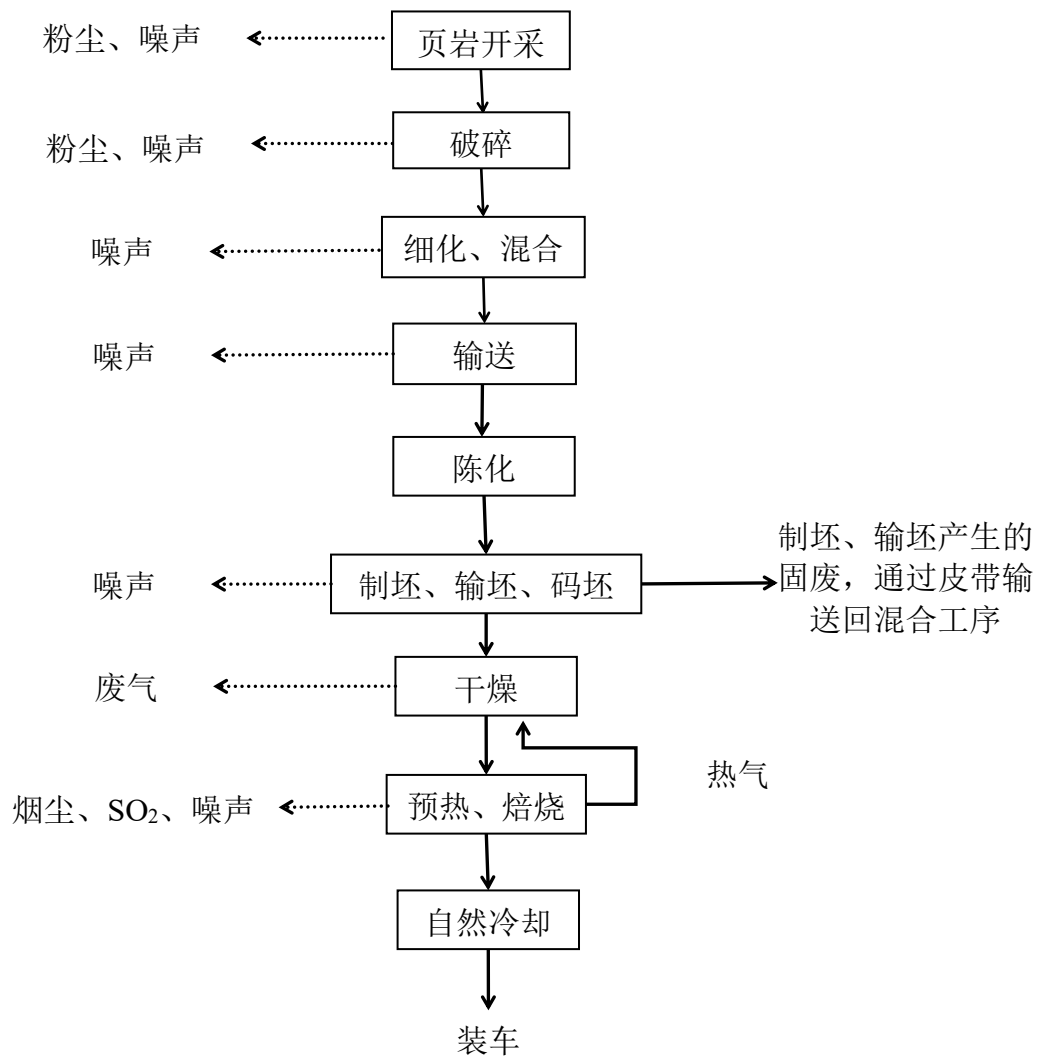 粉尘、噪声
页岩开采
粉尘、噪声
破碎
噪声
细化、混合
噪声
输送
陈化
噪声
制坯、输坯、码坯
制坯、输坯产生的
固废，通过皮带输
送回混合工序
废气
干燥
热气
烟尘、SO₂、噪声
预热、焙烧
自然冷却
装车